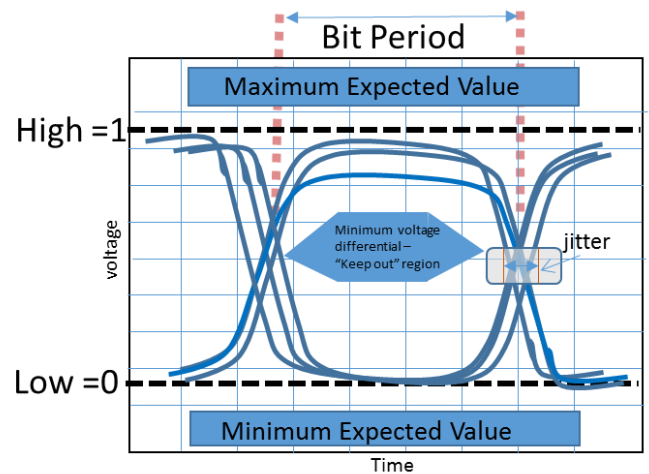 Bit Period
Maximum Expected Value
High =1
Minimum voltage
differential–
“Keep out” region
jitter
voltage
Low =0
Minimum Expected Value
Time